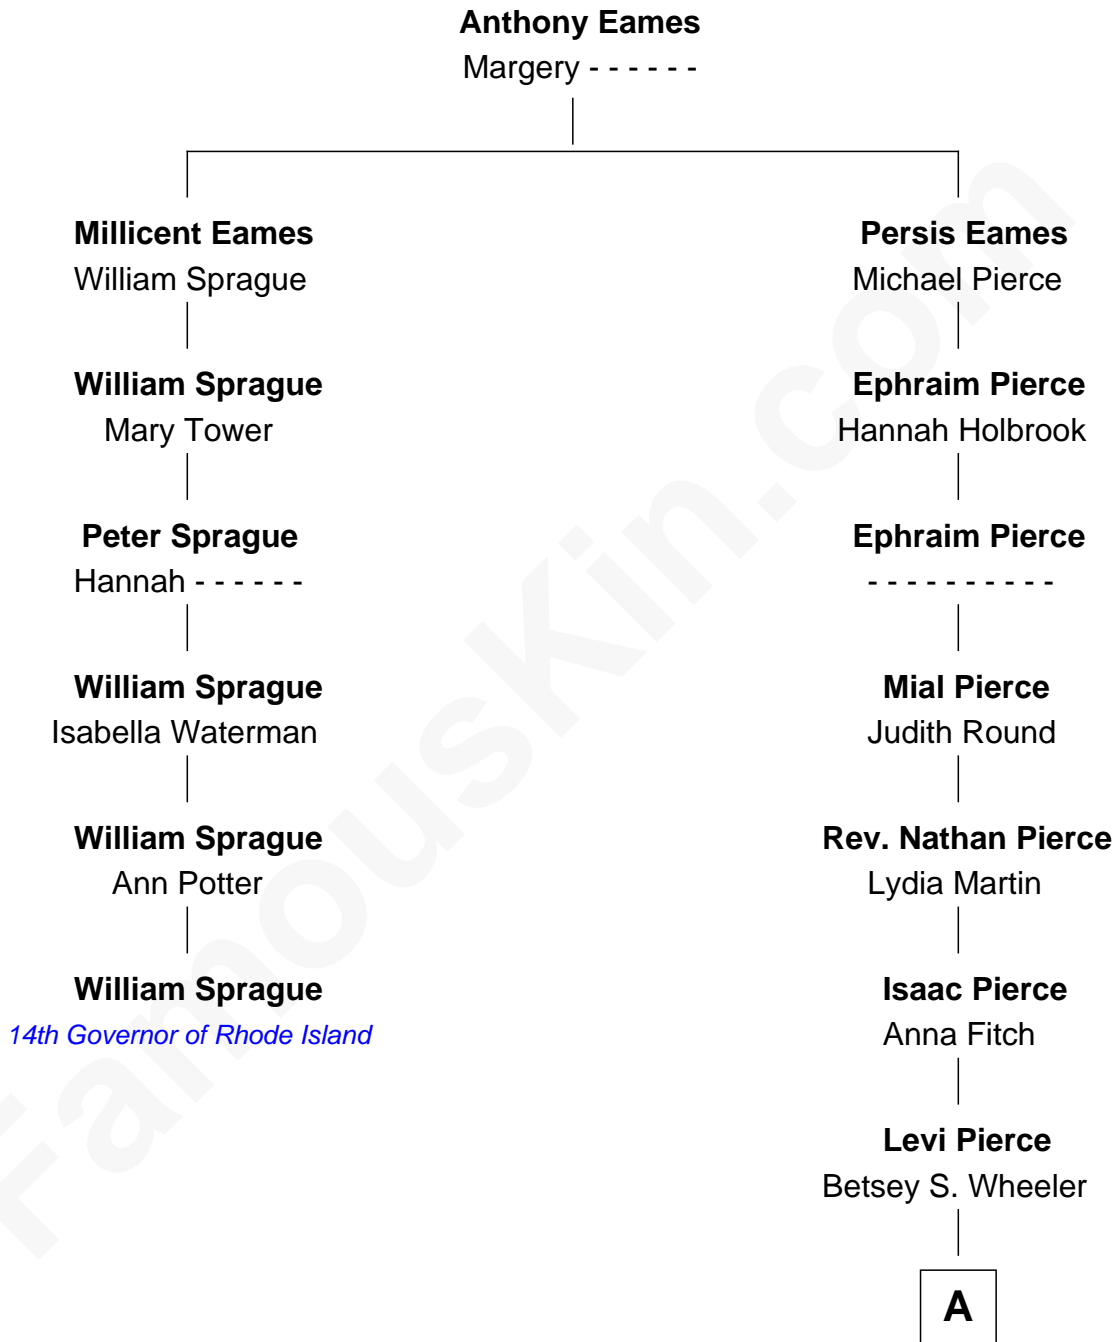 Anthony Eames
Margery - - - - - -
Millicent Eames
William Sprague
Persis Eames
Michael Pierce
William Sprague
Mary Tower
Ephraim Pierce
Hannah Holbrook
Peter Sprague
Hannah - - - - - -
Ephraim Pierce
- - - - - - - - - -
William Sprague
Isabella Waterman
Mial Pierce
Judith Round
William Sprague
Ann Potter
Rev. Nathan Pierce
Lydia Martin
William Sprague
14th Governor of Rhode Island
Isaac Pierce
Anna Fitch
Levi Pierce
Betsey S. Wheeler
A
FamousKin.com